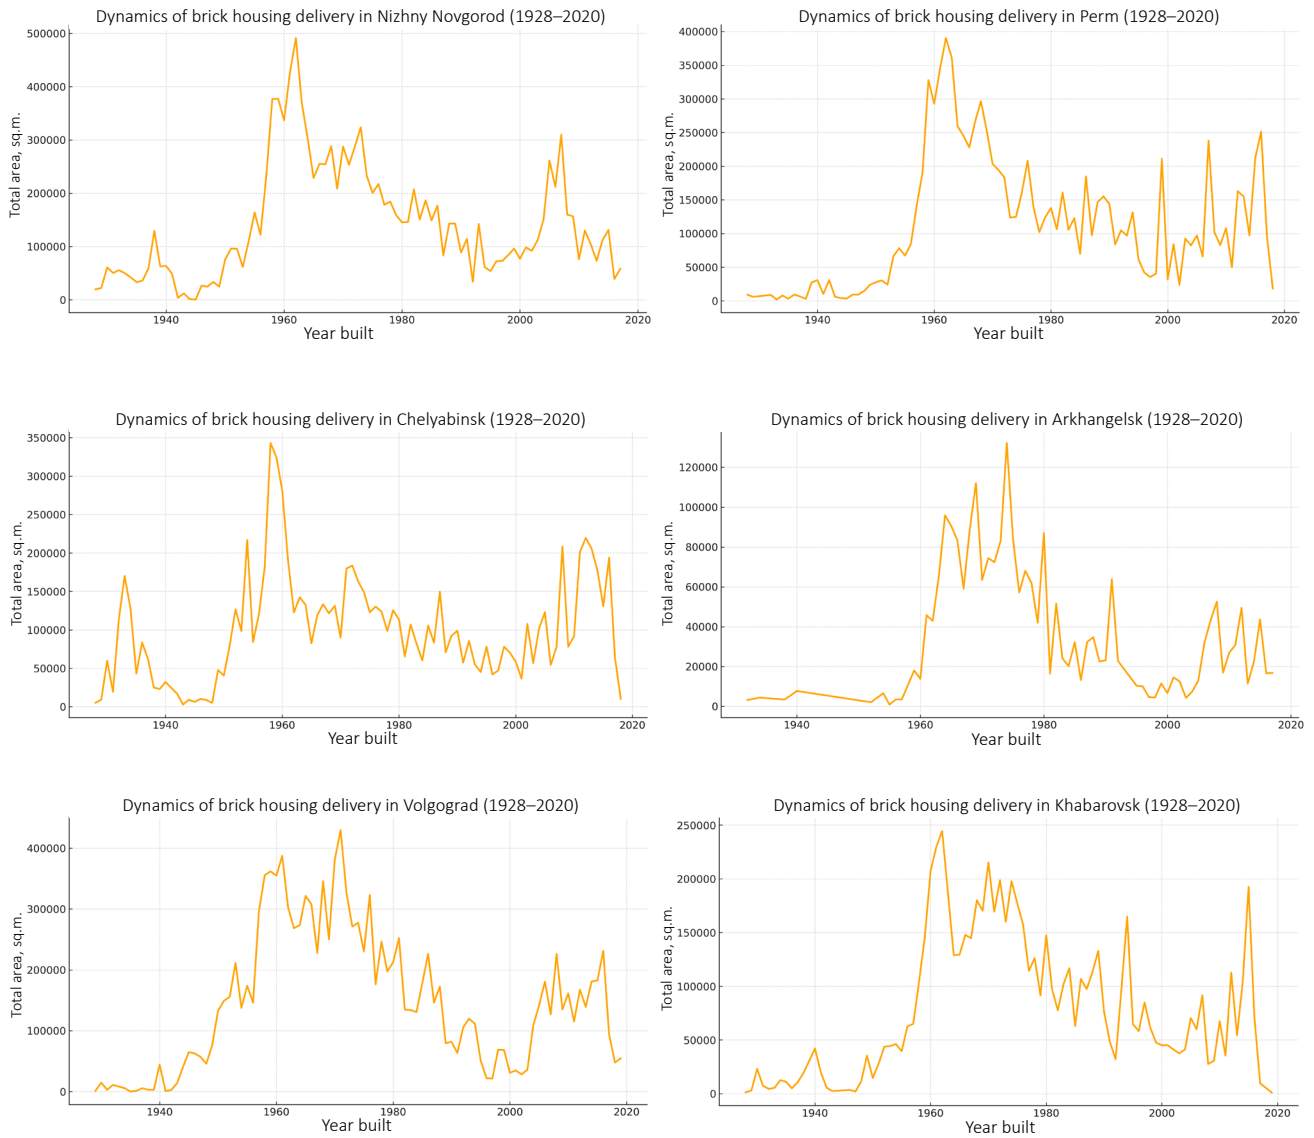 Dynamics of brick housing delivery in Nizhny Novgorod (1928–2020)
Total area, sq.m.
500000
400000
300000
200000
100000
0
1940 1960 1980 2000 2020
Year built
Dynamics of brick housing delivery in Perm (1928–2020)
Total area, sq.m.
400000
350000
300000
250000
200000
150000
100000
50000
0
1940 1960 1980 2000 2020
Year built
Dynamics of brick housing delivery in Chelyabinsk (1928–2020)
Total area, sq.m.
350000
300000
250000
200000
150000
100000
50000
0
1940 1960 1980 2000 2020
Year built
Dynamics of brick housing delivery in Arkhangelsk (1928–2020)
Total area, sq.m.
120000
100000
80000
60000
40000
20000
0
1940 1960 1980 2000 2020
Year built
Dynamics of brick housing delivery in Volgograd (1928–2020)
Total area, sq.m.
400000
300000
200000
100000
0
1940 1960 1980 2000 2020
Year built
Dynamics of brick housing delivery in Khabarovsk (1928–2020)
Total area, sq.m.
250000
200000
150000
100000
50000
0
1940 1960 1980 2000 2020
Year built